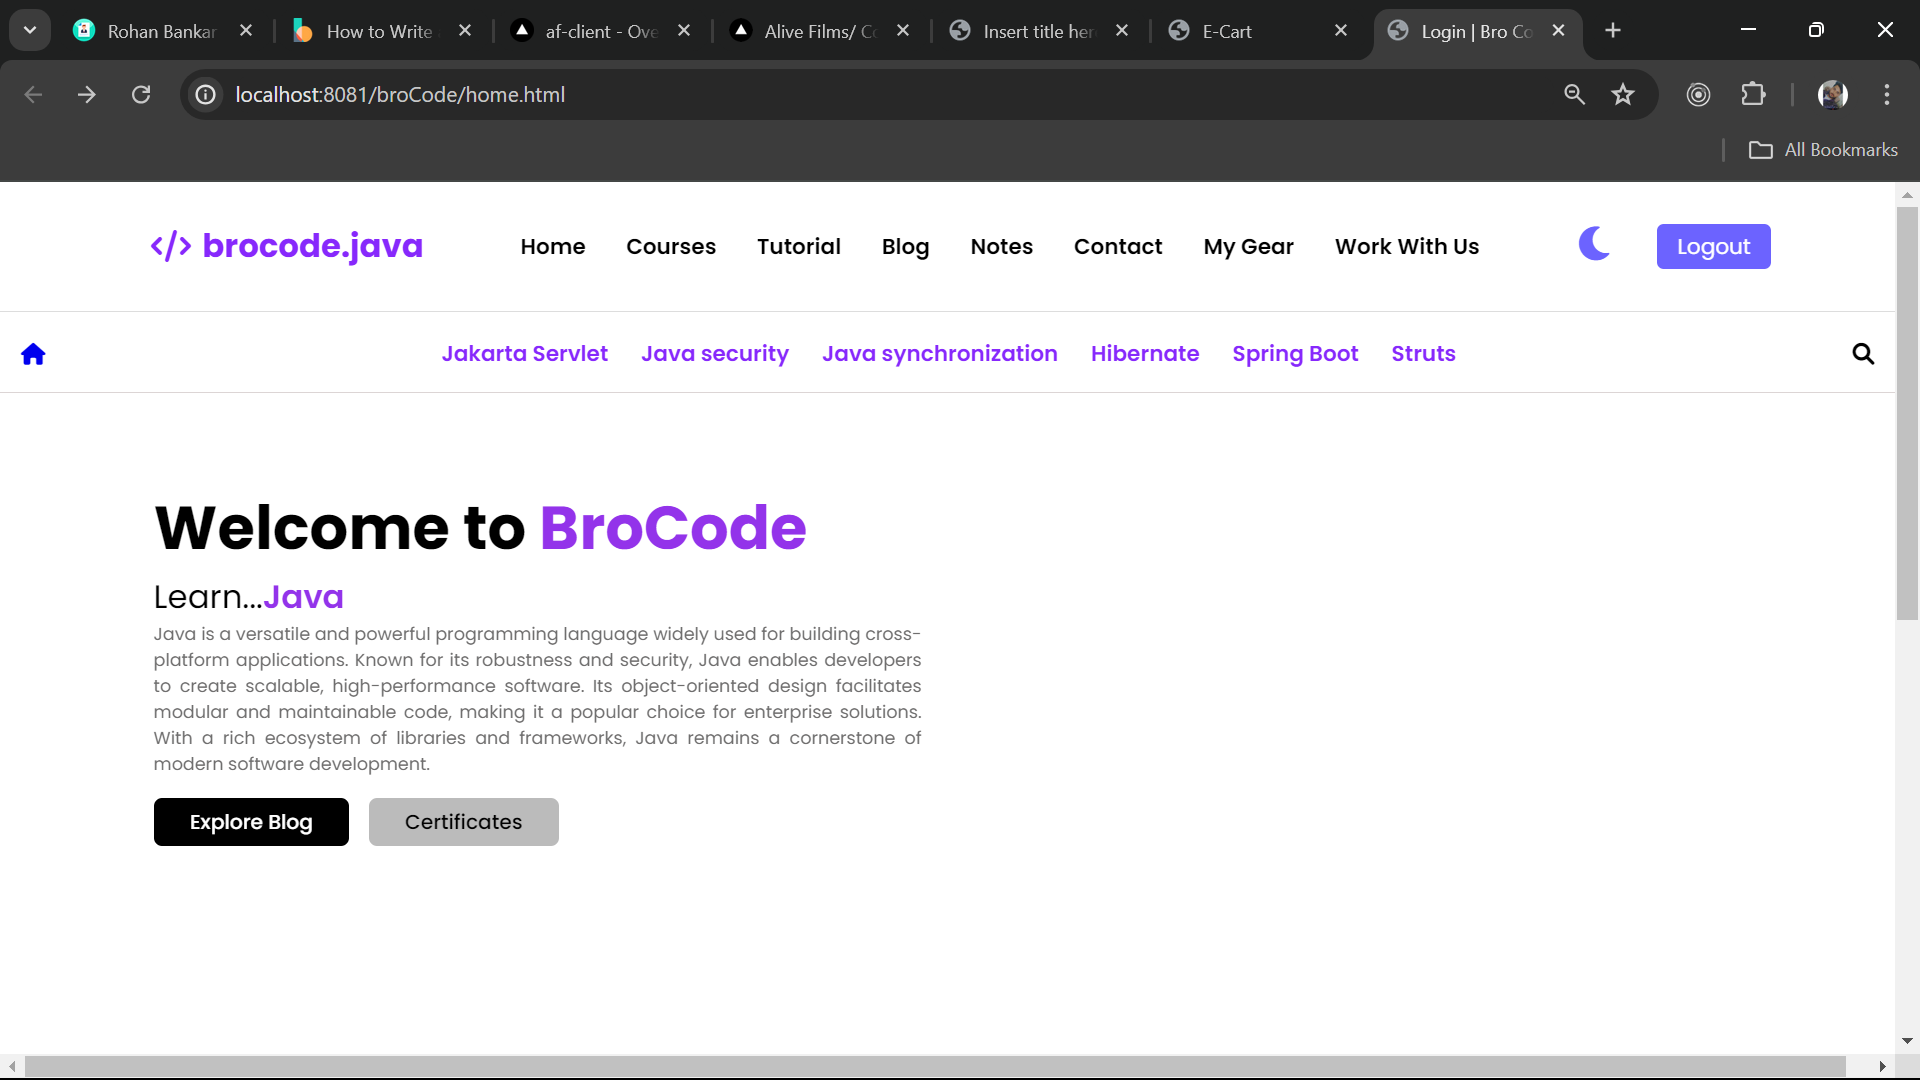 Rohan Bankar
How to Write
af-client - Ove
Alive Films/ Co
Insert title her
E-Cart
Login | Bro Co
localhost:8081/broCode/home.html
All Bookmarks
</> brocode.java
Home Courses Tutorial Blog Notes Contact My Gear Work With Us
Logout
Jakarta Servlet Java security Java synchronization Hibernate Spring Boot Struts
Welcome to BroCode
Learn...Java
Java is a versatile and powerful programming language widely used for building cross-
platform applications. Known for its robustness and security, Java enables developers
to create scalable, high-performance software. Its object-oriented design facilitates
modular and maintainable code, making it a popular choice for enterprise solutions.
With a rich ecosystem of libraries and frameworks, Java remains a cornerstone of
modern software development.
Explore Blog
Certificates